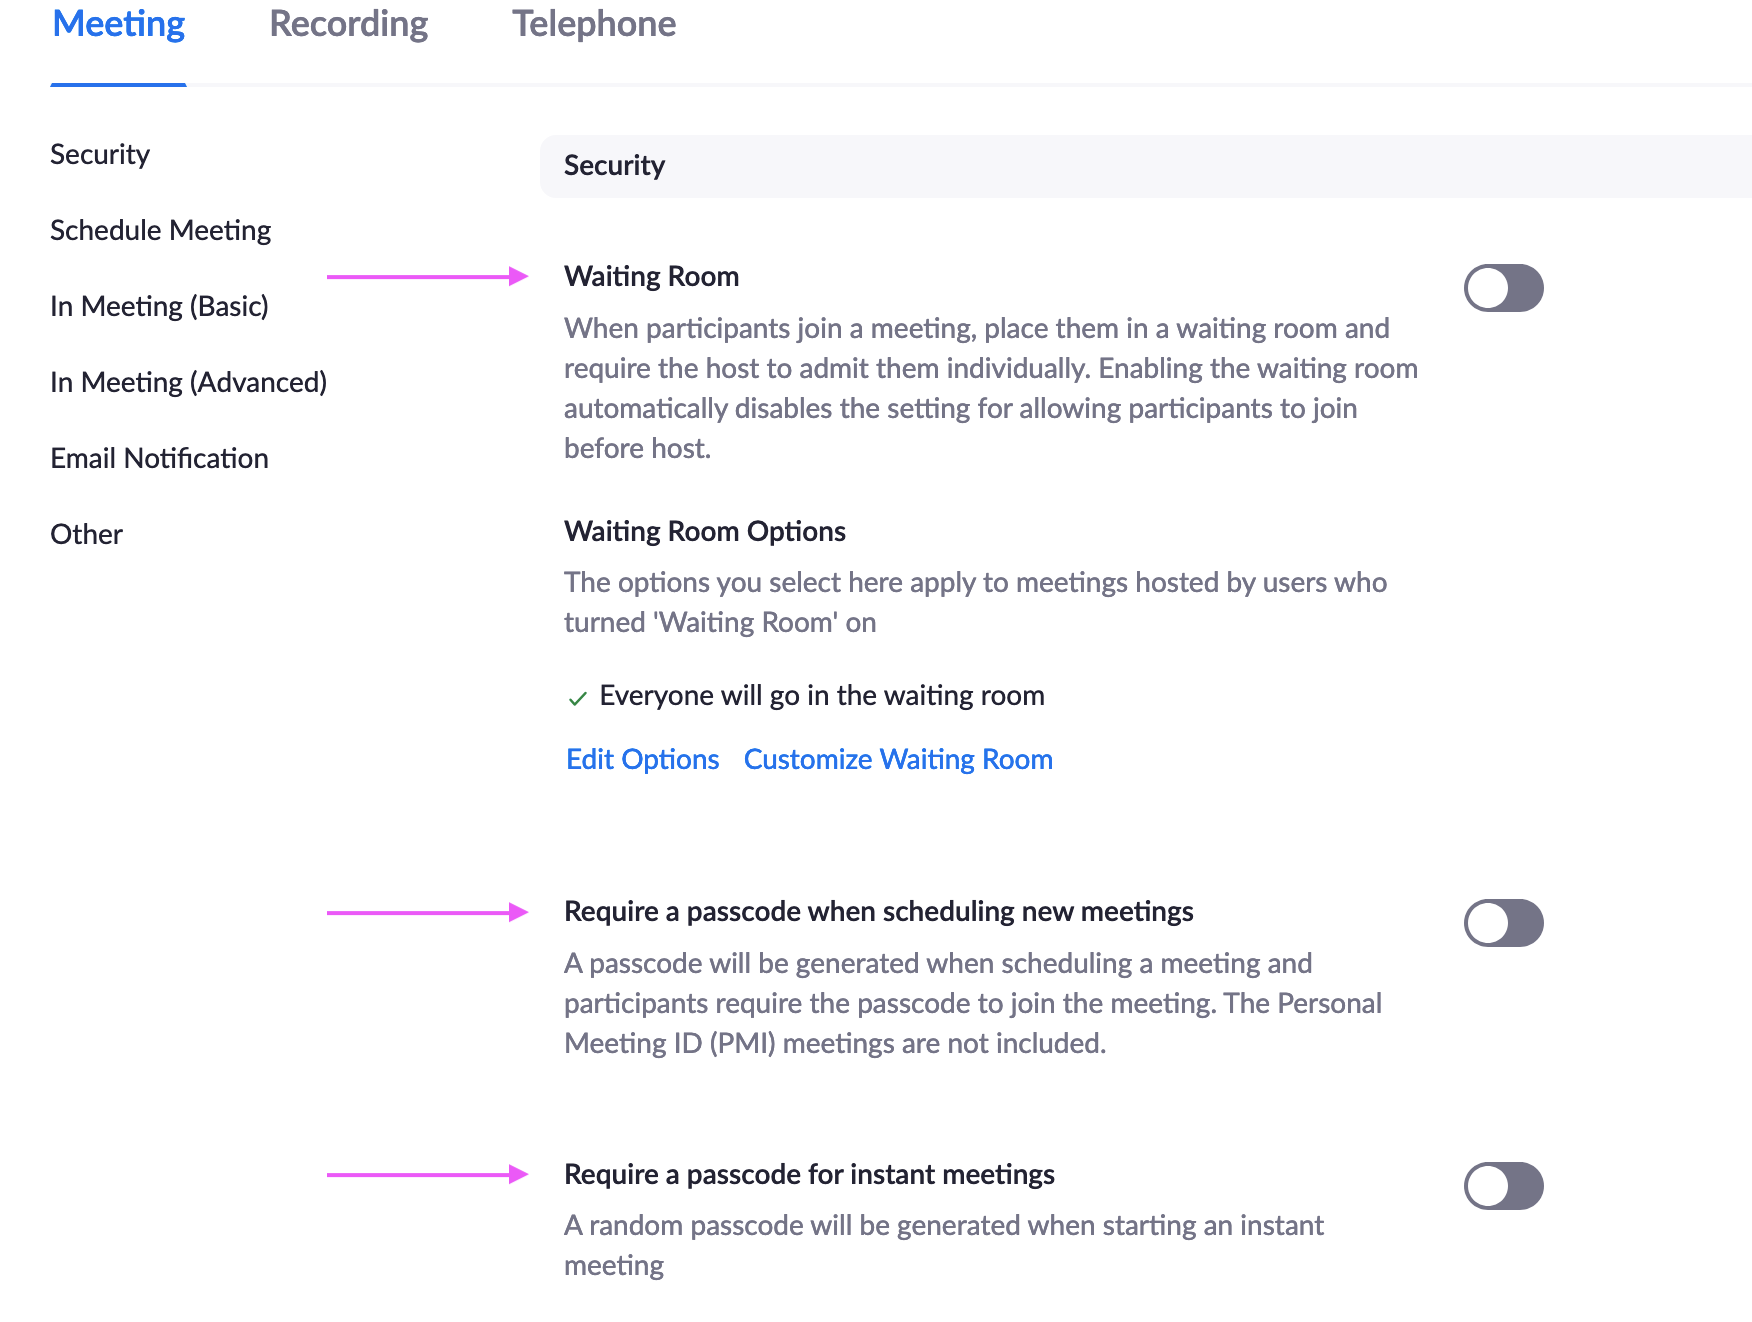 Meeting Recording Telephone
Security
Schedule Meeting
In Meeting (Basic)
In Meeting (Advanced)
Email Notification
Other
Security
Waiting Room
When participants join a meeting, place them in a waiting room and
require the host to admit them individually. Enabling the waiting room
automatically disables the setting for allowing participants to join
before host.
Waiting Room Options
The options you select here apply to meetings hosted by users who
turned 'Waiting Room' on
Everyone will go in the waiting room
Edit Options Customize Waiting Room
Require a passcode when scheduling new meetings
A passcode will be generated when scheduling a meeting and
participants require the passcode to join the meeting. The Personal
Meeting ID (PMI) meetings are not included.
Require a passcode for instant meetings
A random passcode will be generated when starting an instant
meeting